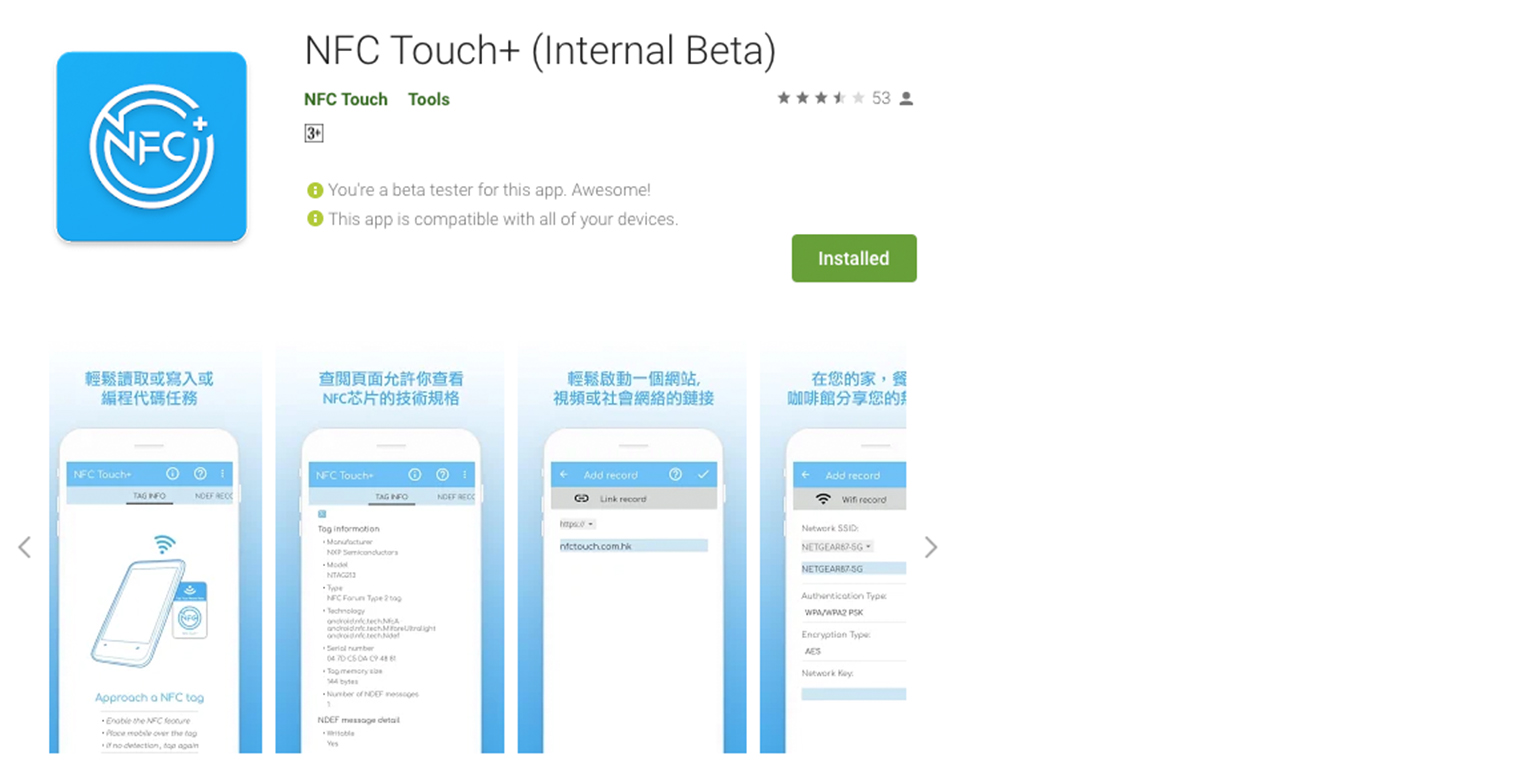 NFC Touch+ (Internal Beta)
NFC Touch Tools
53
3+
You're a beta tester for this app. Awesome!
This app is compatible with all of your devices.
Installed
NFC +
輕鬆讀取或寫入或
編程代碼任務
NFC Touch+
TAG INFO NDEF RECO
NFC
Approach a NFC tag
• Enable the NFC feature
• Place mobile over the tag
• If no detection, tap again
查閱頁面允許你查看
NFC芯片的技術規格
NFC Touch+
TAG INFO NDEF RECO
Tag information
• Manufacturer
NXP Semiconductors
• Model
NTAG213
• Type
NFC Forum Type 2 tag
• Technology
android.nfc.tech.NfcA
android.nfc.tech.MifareUltralight
android.nfc.tech.Ndef
• Serial number
04 7D C5 DA C9 48 81
• Tag memory size
144 bytes
• Number of NDEF messages
1
NDEF message detail
• Writable
Yes
輕鬆啟動一個網站,
視頻或社會網絡的鏈接
Add record
Link record
https://
nfctouch.com.hk
在您的家，餐
咖啡館分享您的
Add record
Wifi record
Network SSID:
NETGEAR87-5G
NETGEAR87-5G
Authentication Type:
WPA/WPA2 PSK
Encryption Type:
AES
Network Key: